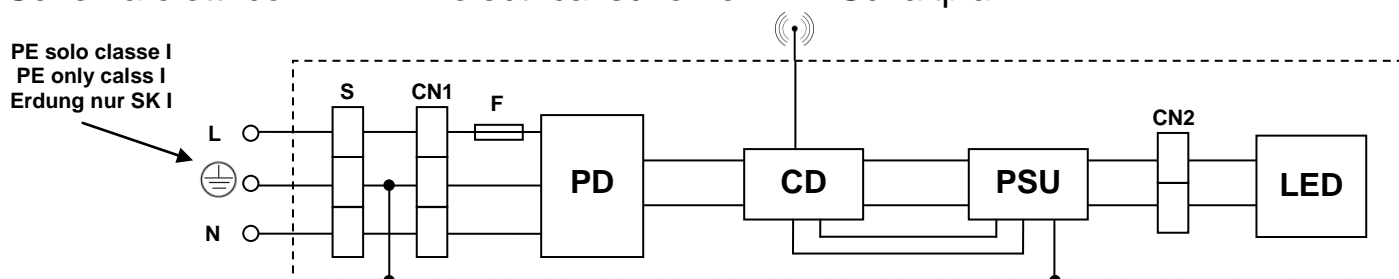 PE solo classe I
PE only calss I
Erdung nur SK I
S
CN1
F
CN2
L
N
PD
CD
PSU
LED